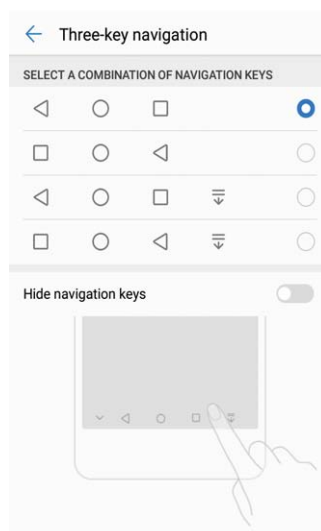 Three-key navigation
SELECT A COMBINATION OF NAVIGATION KEYS
Hide navigation keys